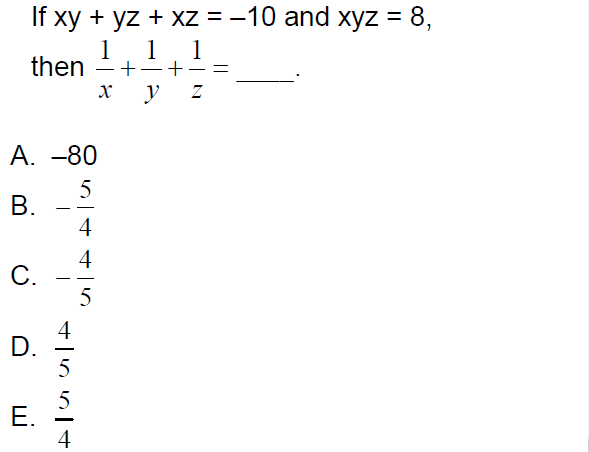 If xy + yz + xz = –10 and xyz = 8,
then 1/x + 1/y + 1/z = ____.
A. –80
B. – 5/4
C. – 4/5
D. 4/5
E. 5/4